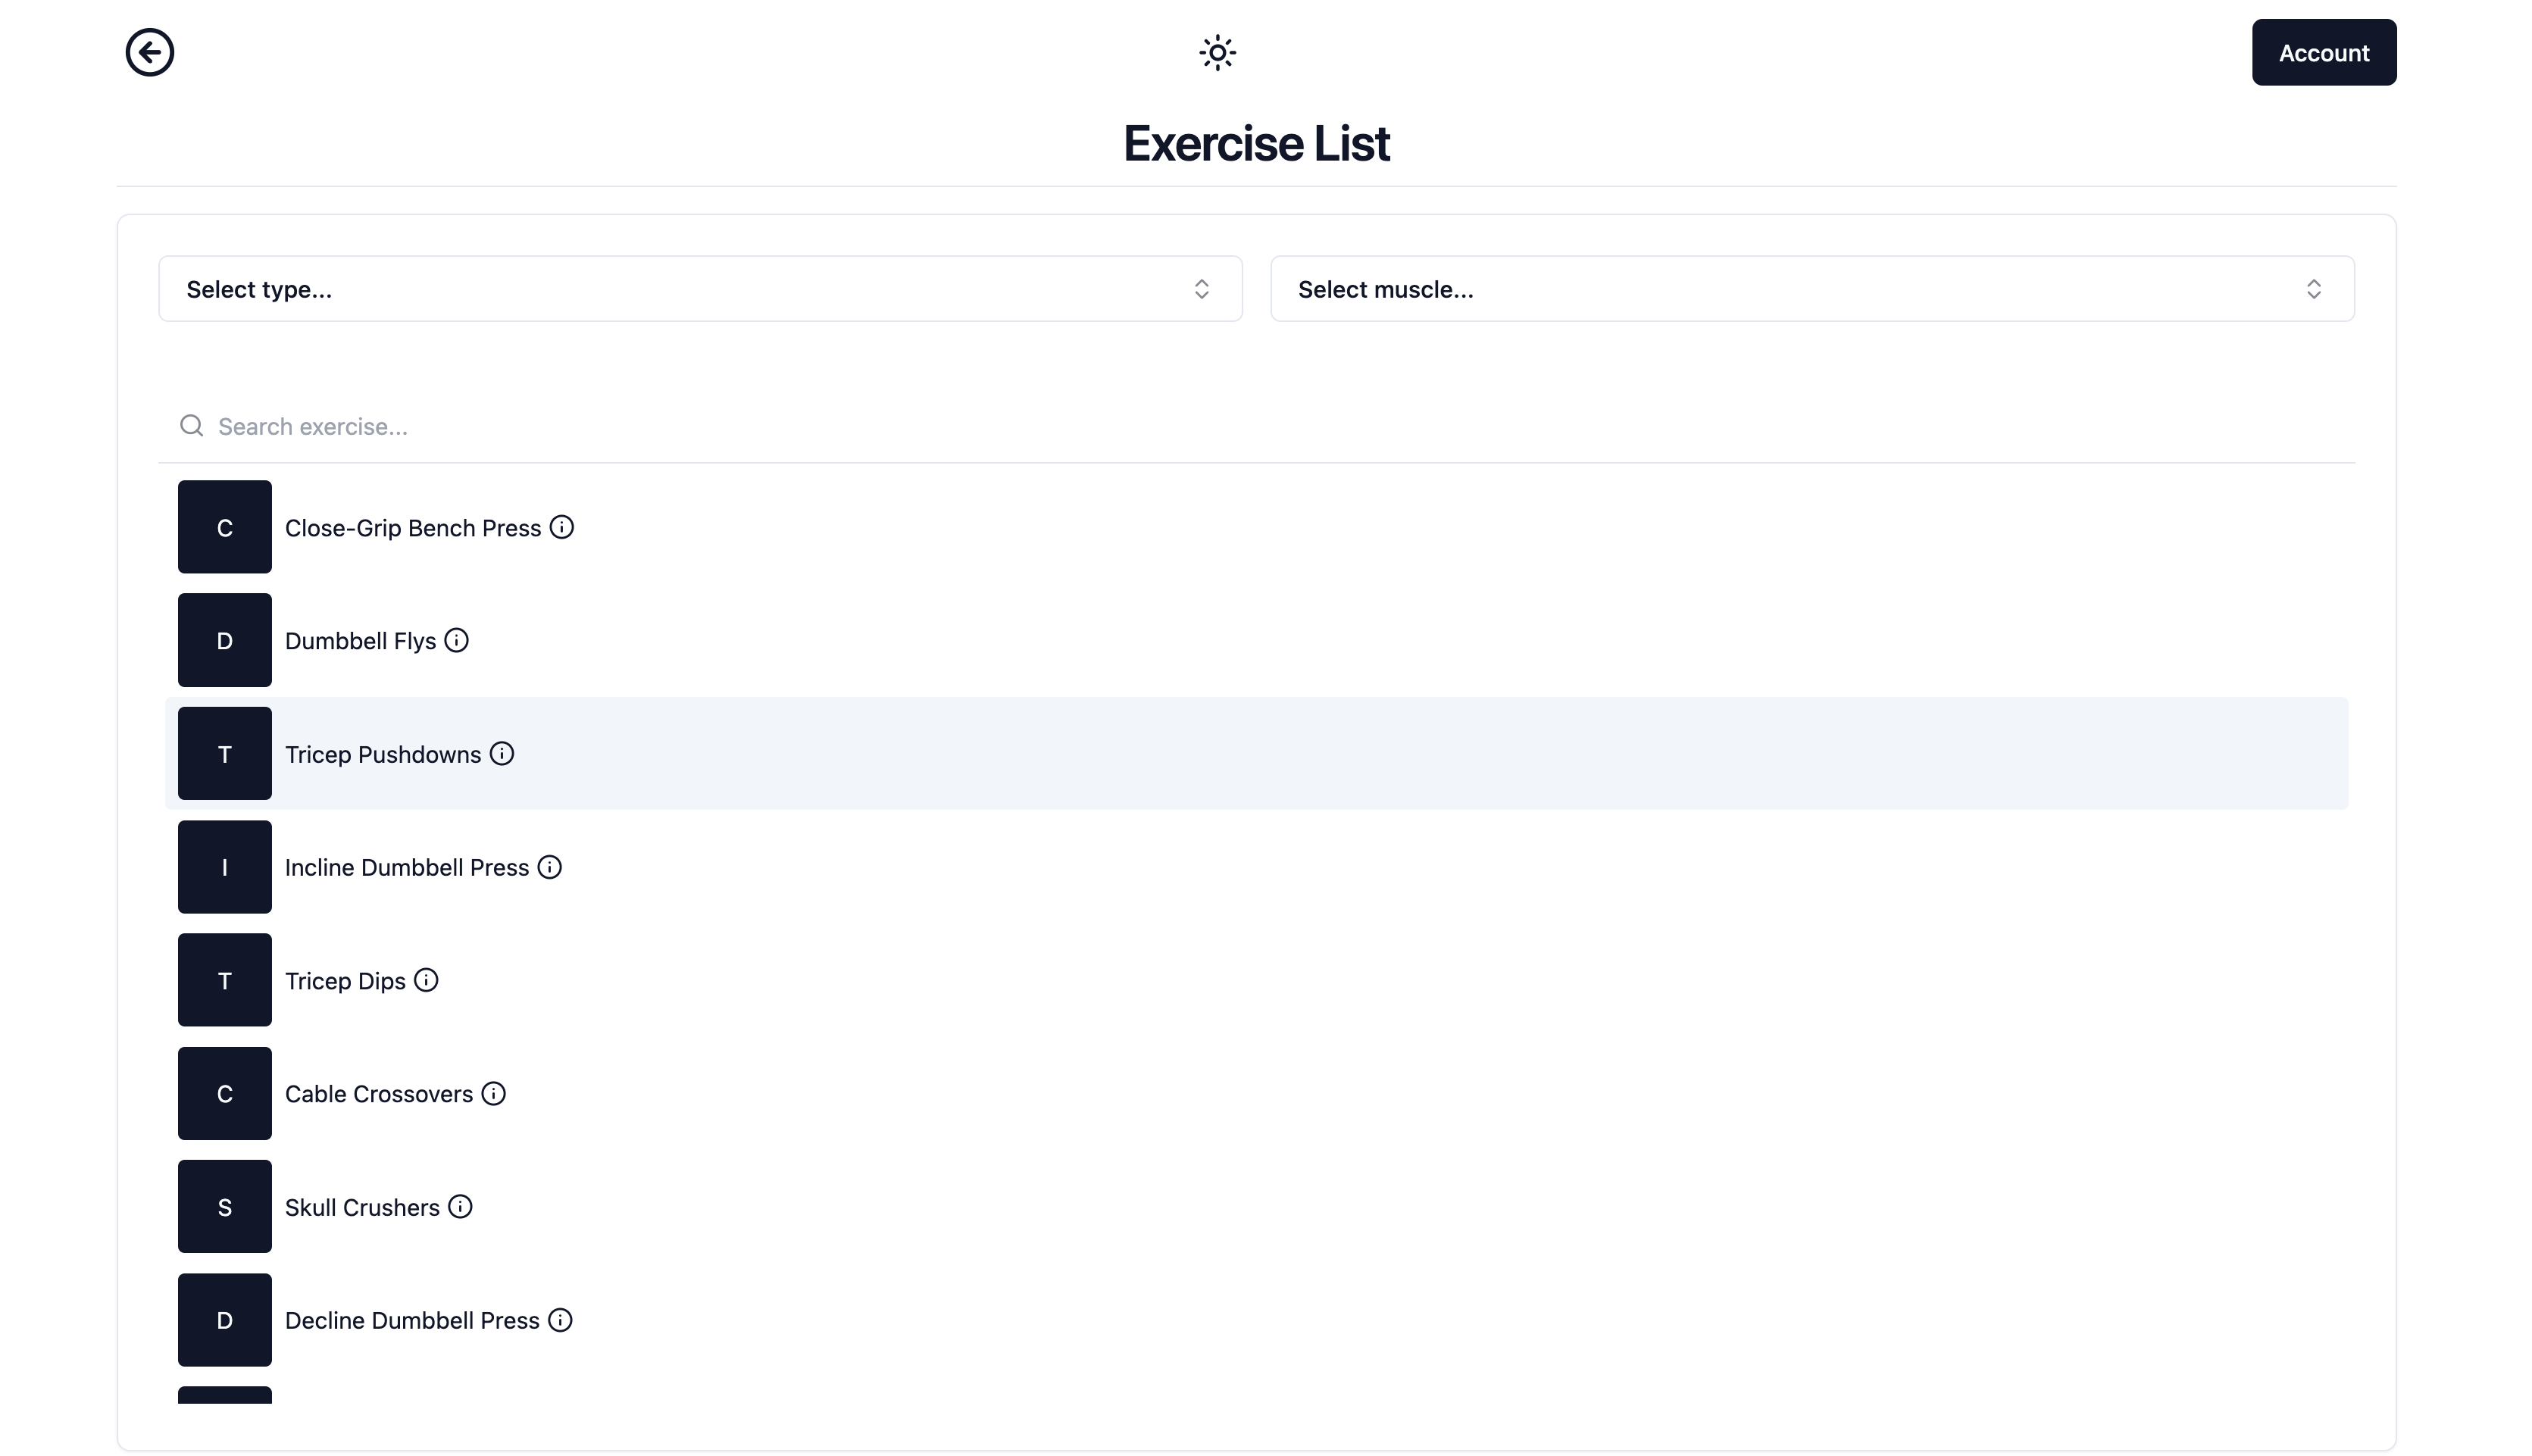 Account
Exercise List
Select type...
Select muscle...
Search exercise...
C
Close-Grip Bench Press
D
Dumbbell Flys
T
Tricep Pushdowns
I
Incline Dumbbell Press
T
Tricep Dips
C
Cable Crossovers
S
Skull Crushers
D
Decline Dumbbell Press